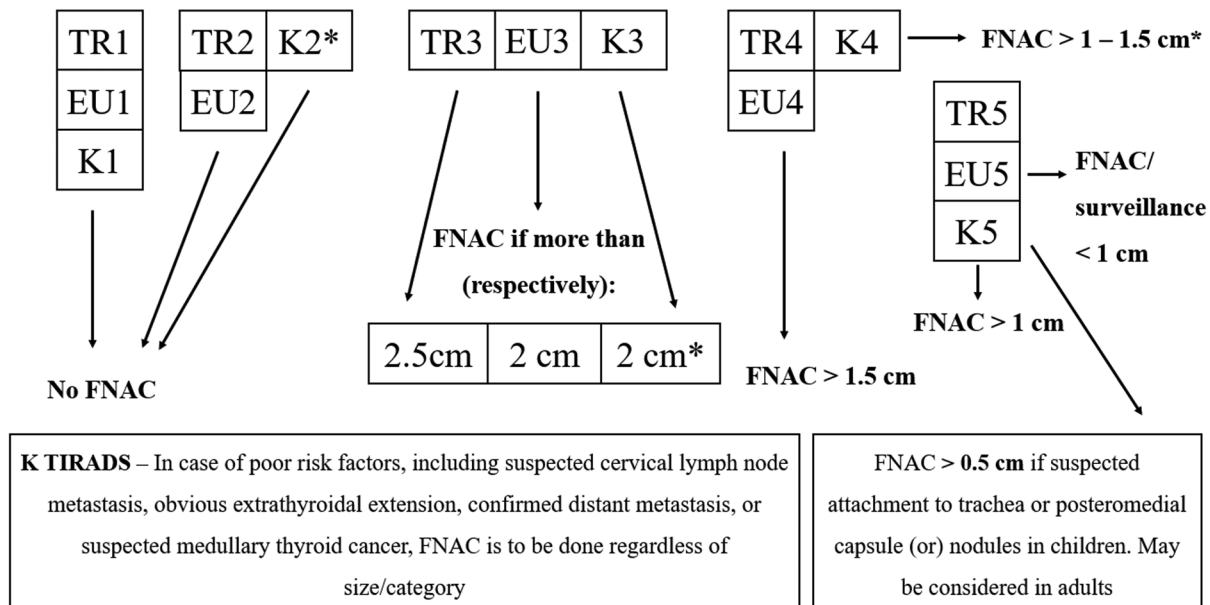 TR1
EU1
K1
TR2 K2*
EU2
TR3 EU3 K3
TR4 K4
EU4
FNAC > 1 – 1.5 cm*
TR5
EU5
K5
FNAC/
surveillance
< 1 cm
FNAC > 1 cm
FNAC if more than
(respectively):
2.5cm 2 cm 2 cm*
FNAC > 1.5 cm
No FNAC
K TIRADS – In case of poor risk factors, including suspected cervical lymph node
metastasis, obvious extrathyroidal extension, confirmed distant metastasis, or
suspected medullary thyroid cancer, FNAC is to be done regardless of
size/category
FNAC > 0.5 cm if suspected
attachment to trachea or posteromedial
capsule (or) nodules in children. May
be considered in adults